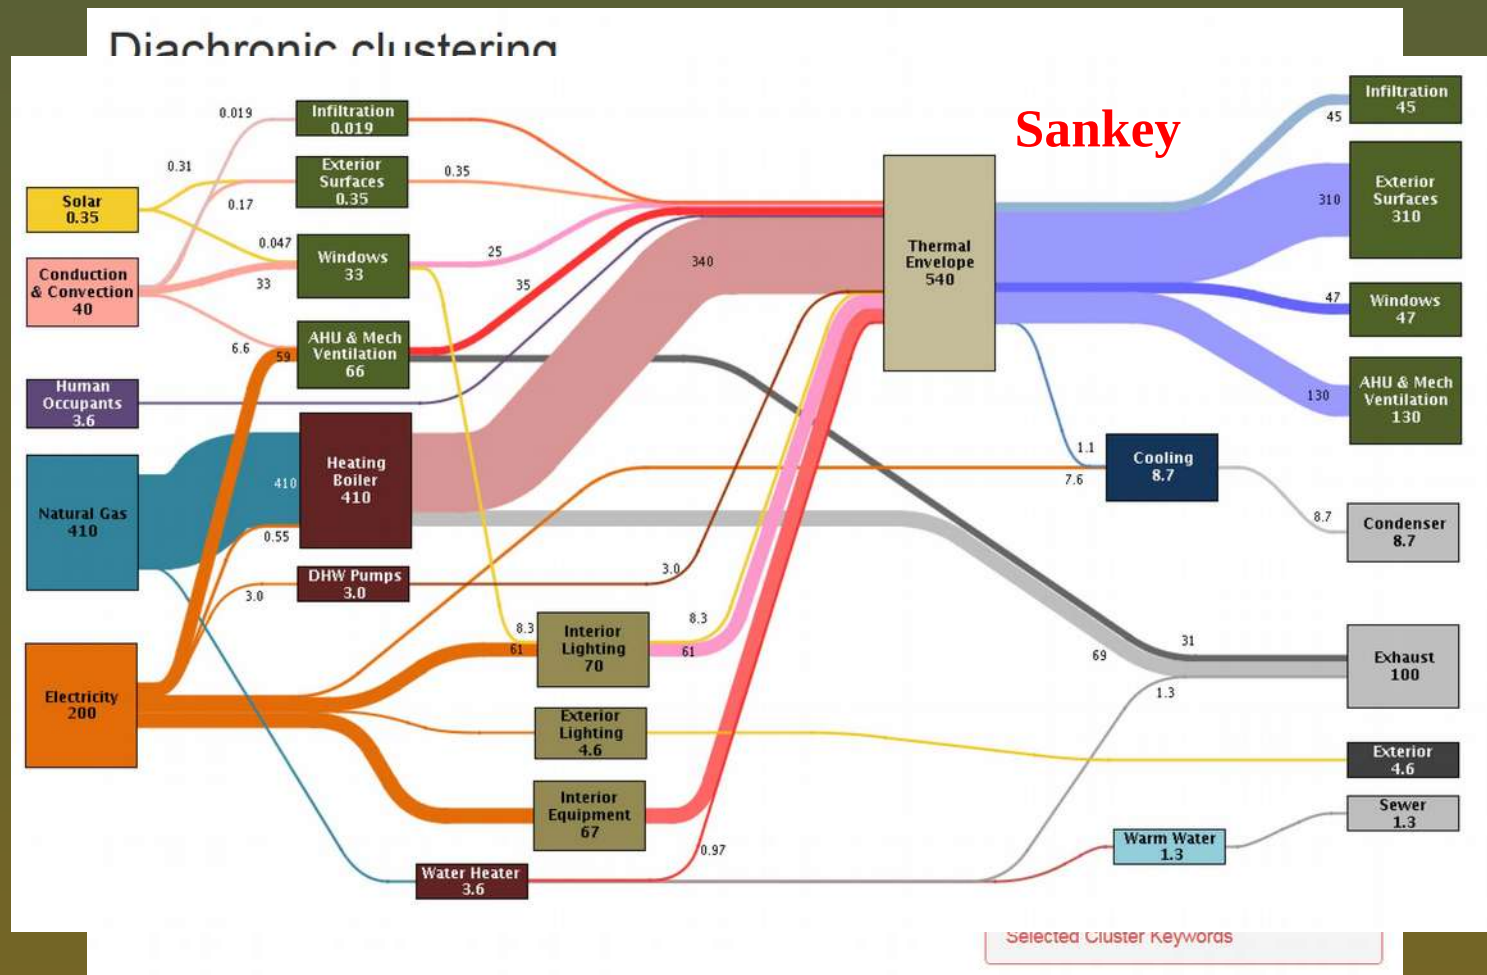 Diachronic clustering
Sankey
Infiltration
0.019
Exterior
Surfaces
0.35
Solar
0.35
Windows
33
Conduction
& Convection
40
AHU & Mech
Ventilation
66
Human
Occupants
3.6
Heating
Boiler
410
Natural Gas
410
DHW Pumps
3.0
Electricity
200
Interior
Lighting
70
Exterior
Lighting
4.6
Interior
Equipment
67
Water Heater
3.6
Thermal
Envelope
540
Cooling
8.7
Warm Water
1.3
Infiltration
45
Exterior
Surfaces
310
Windows
47
AHU & Mech
Ventilation
130
Condenser
8.7
Exhaust
100
Exterior
4.6
Sewer
1.3
0.019
0.31
0.17
0.047
33
6.6
59
410
0.55
3.0
0.35
25
35
340
3.0
8.3
61
8.3
61
0.97
45
310
47
130
1.1
7.6
8.7
31
69
1.3
Selected Cluster Keywords